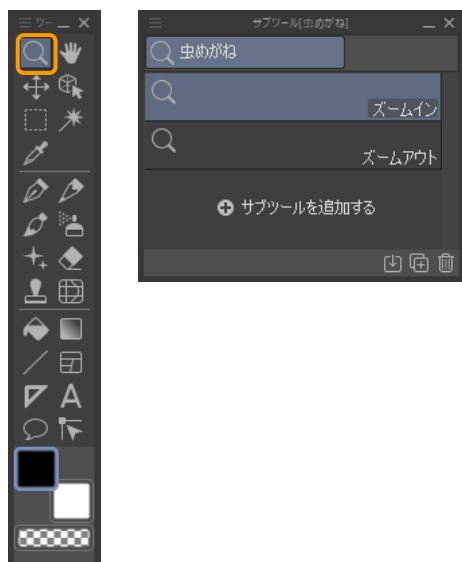 ツー
サブツール[虫めがね]
虫めがね
ズームイン
ズームアウト
サブツールを追加する